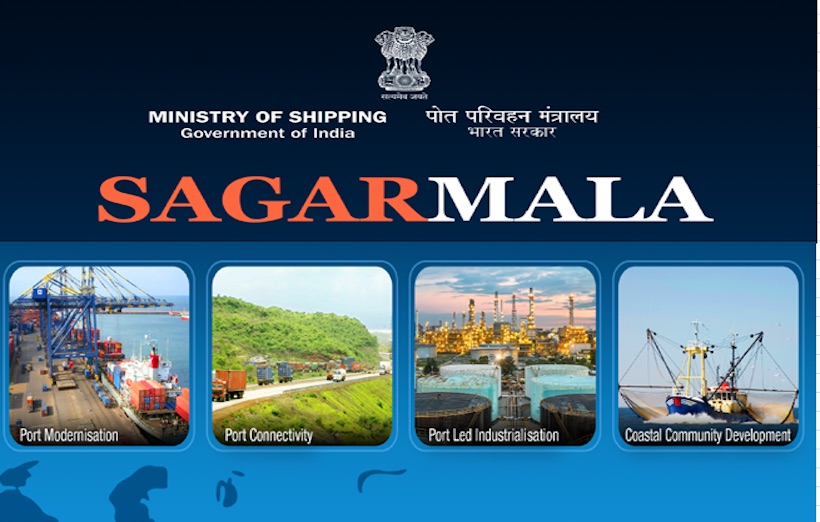 सत्यमेव जयते
MINISTRY OF SHIPPING
Government of India
पोत परिवहन मंत्रालय
भारत सरकार
SAGARMALA
Port Modernisation
Port Connectivity
Port Led Industrialisation
Coastal Community Development